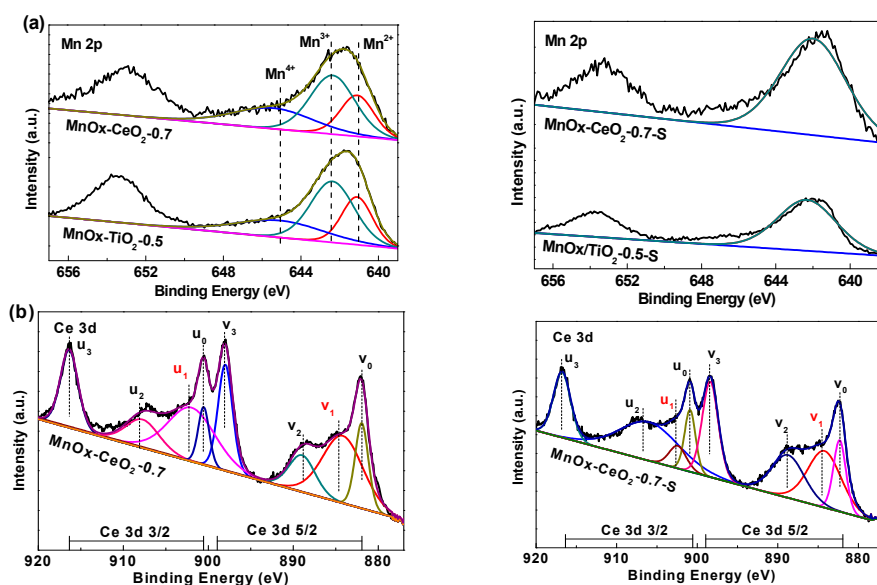 (a)
Mn 2p
Mn⁴⁺
Mn³⁺
Mn²⁺
MnOx-CeO₂-0.7
MnOx-TiO₂-0.5
Intensity (a.u.)
656 652 648 644 640
Binding Energy (eV)
Mn 2p
MnOx-CeO₂-0.7-S
MnOx/TiO₂-0.5-S
Intensity (a.u.)
656 652 648 644 640
Binding Energy (eV)
(b)
Ce 3d
u₃
u₂
u₁
u₀
v₃
v₂
v₁
v₀
MnOx-CeO₂-0.7
Ce 3d 3/2
Ce 3d 5/2
Intensity (a.u.)
920 910 900 890 880
Binding Energy (eV)
Ce 3d
u₃
u₂
u₁
u₀
v₃
v₂
v₁
v₀
MnOx-CeO₂-0.7-S
Ce 3d 3/2
Ce 3d 5/2
Intensity (a.u.)
920 910 900 890 880
Binding Energy (eV)